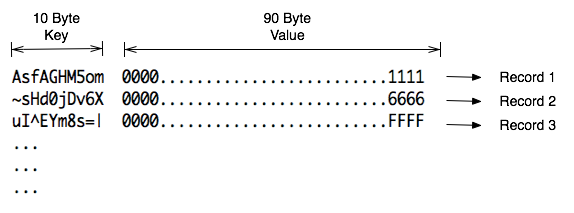 10 Byte 90 Byte
Key Value
AsfAGHM5om 0000.........................1111 Record 1
~sHd0jDv6X 0000.........................6666 Record 2
uI^EYm8s=| 0000.........................FFFF Record 3
...
...
...